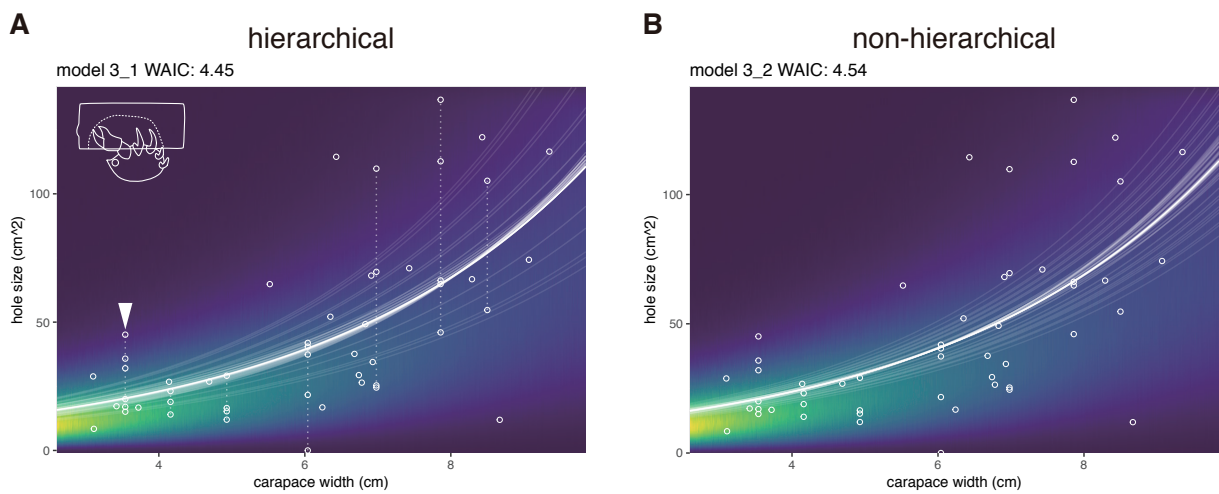 A
hierarchical
model 3_1 WAIC: 4.45
hole size (cm^2)
100
50
0
4
6
8
carapace width (cm)
B
non-hierarchical
model 3_2 WAIC: 4.54
hole size (cm^2)
100
50
0
4
6
8
carapace width (cm)